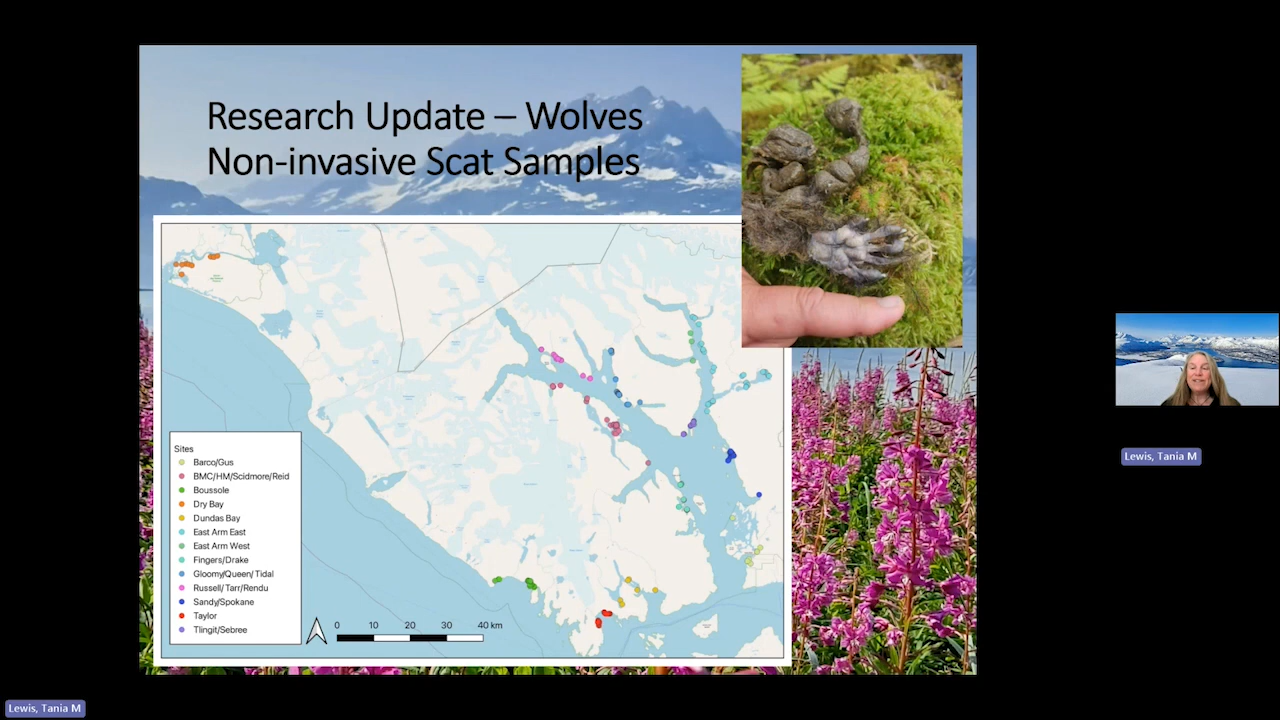 Research Update – Wolves
Non-invasive Scat Samples
Sites
Barco/Gus
BMC/HM/Scidmore/Reid
Boussole
Dry Bay
Dundas Bay
East Arm East
East Arm West
Fingers/Drake
Gloomy/Queen/ Tidal
Russell/ Tarr/Rendu
Sandy/Spokane
Taylor
Tlingit/Sebree
0 10 20 30 40 km
Lewis, Tania M
Lewis, Tania M